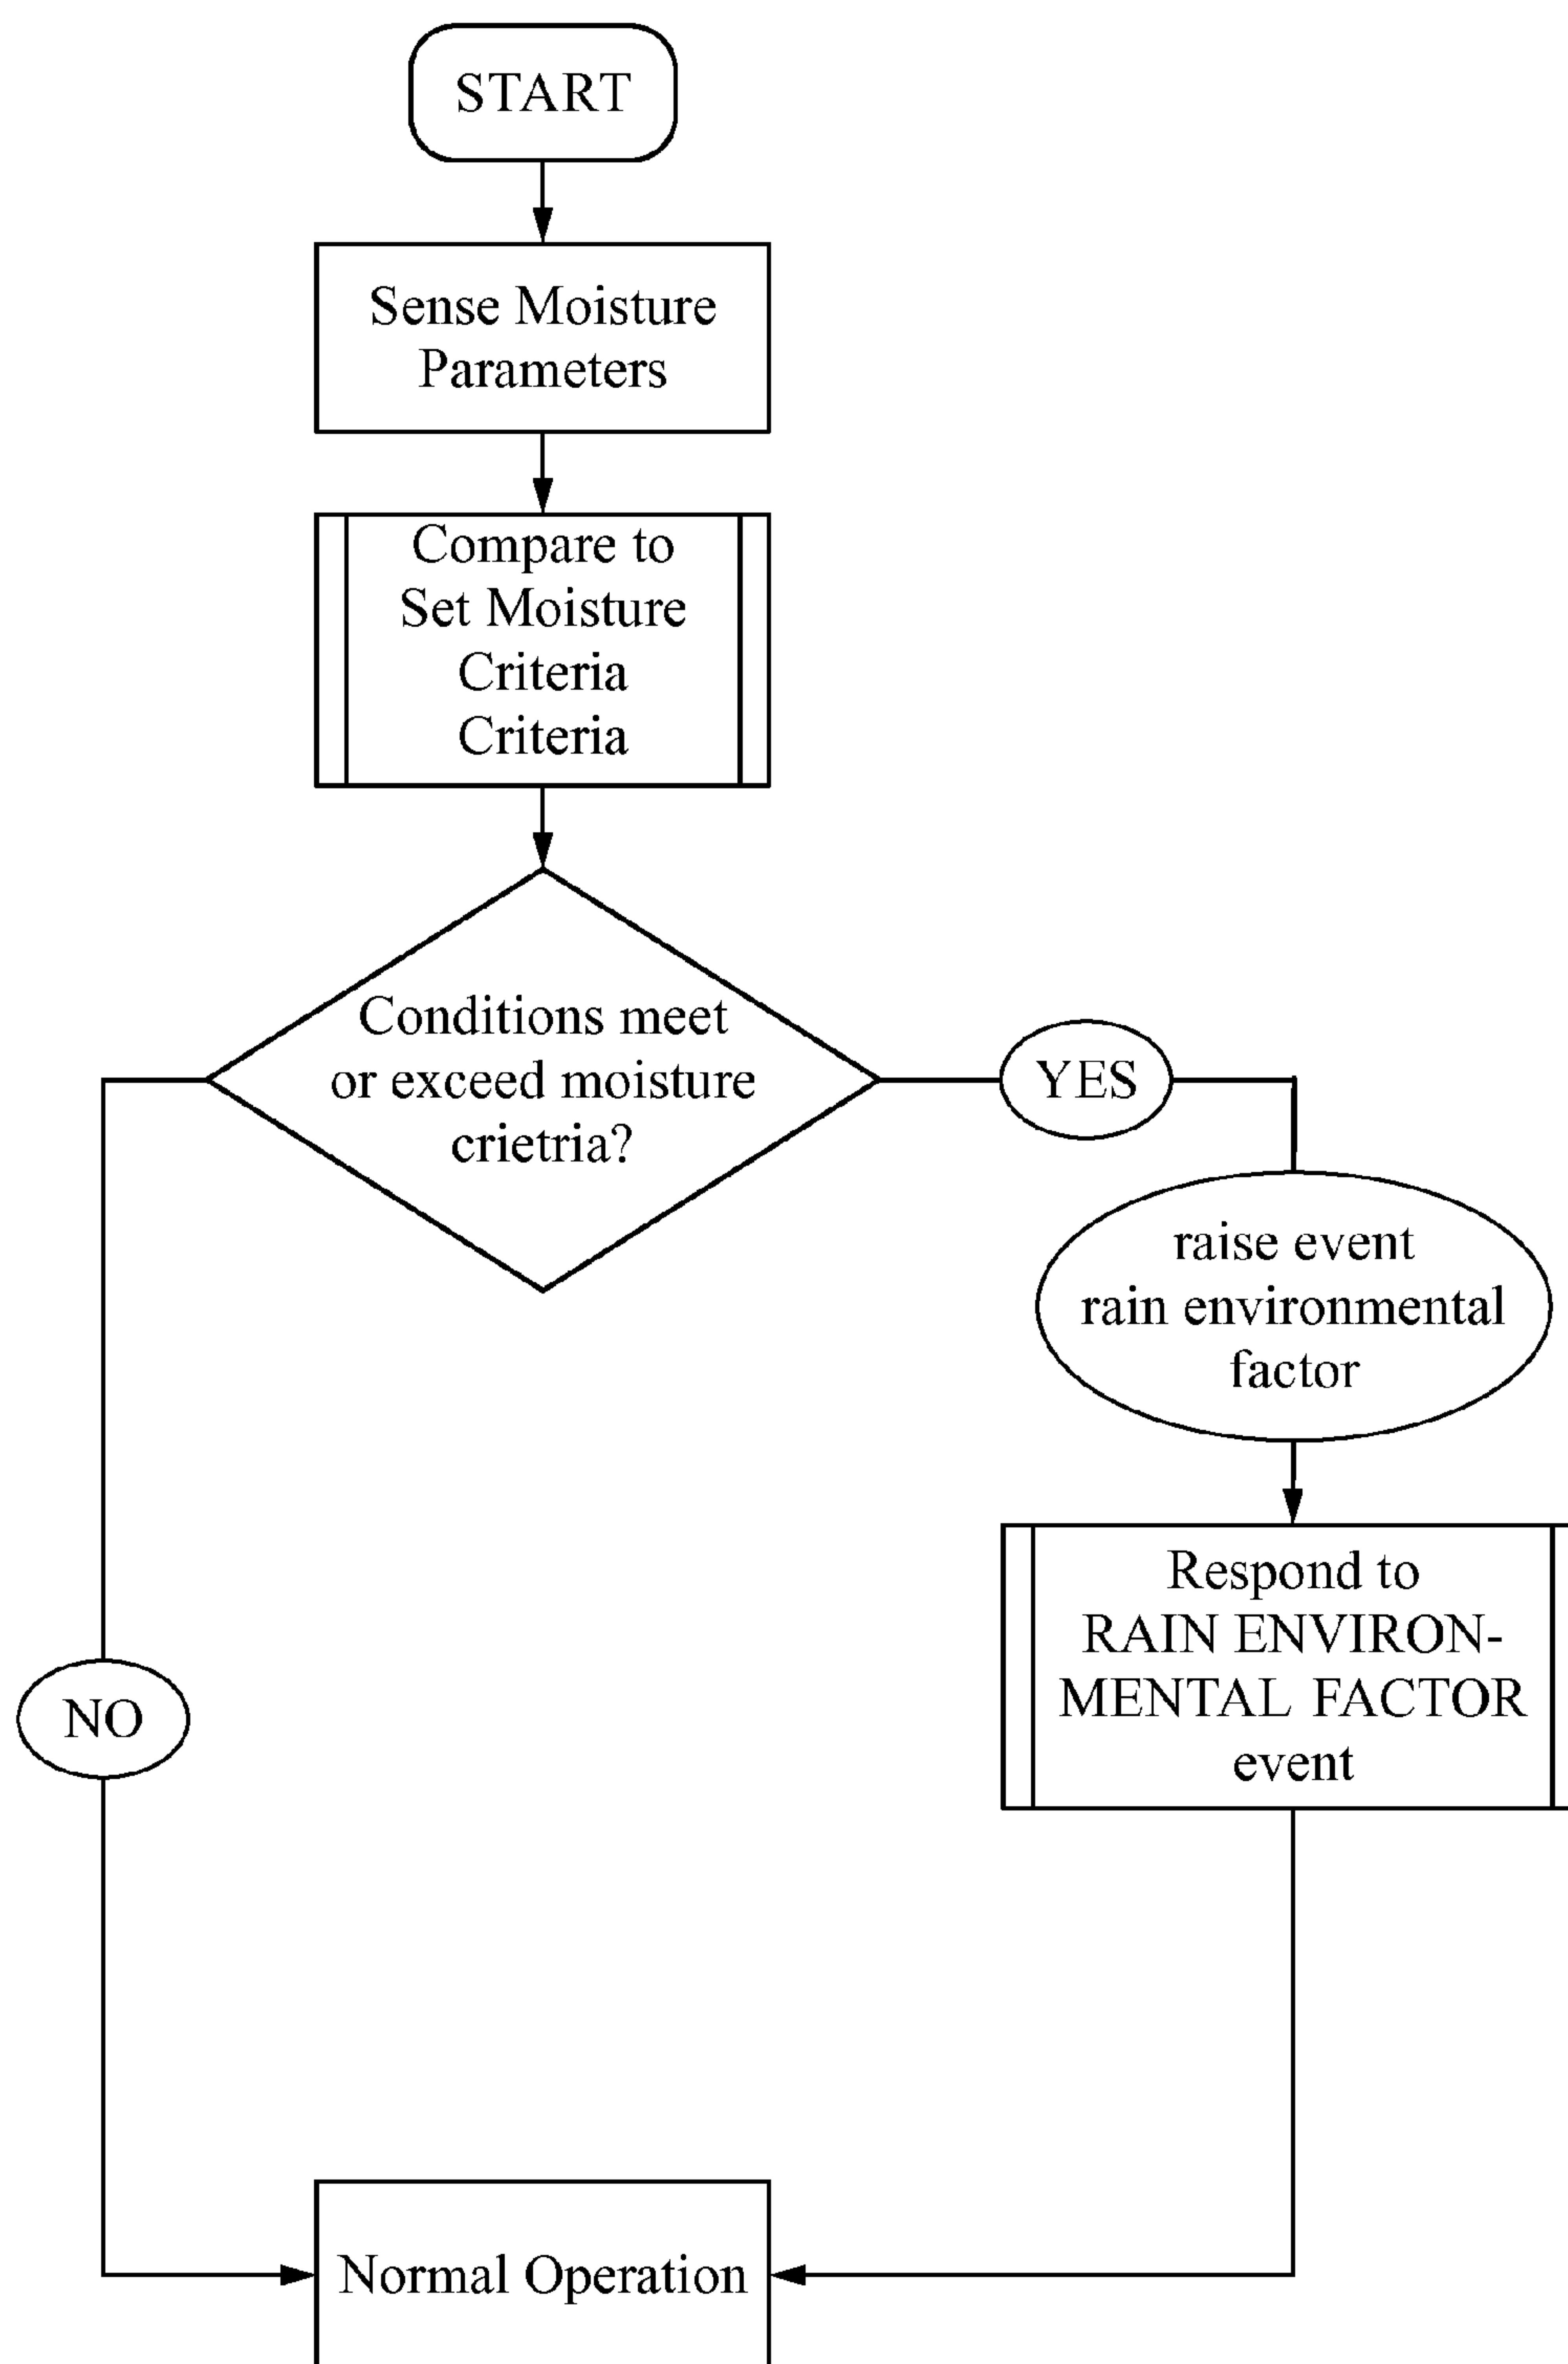 START
Sense Moisture
Parameters
Compare to
Set Moisture
Criteria
Criteria
Conditions meet
or exceed moisture
crietria?
YES
raise event
rain environmental
factor
Respond to
RAIN ENVIRON-
MENTAL FACTOR
event
NO
Normal Operation